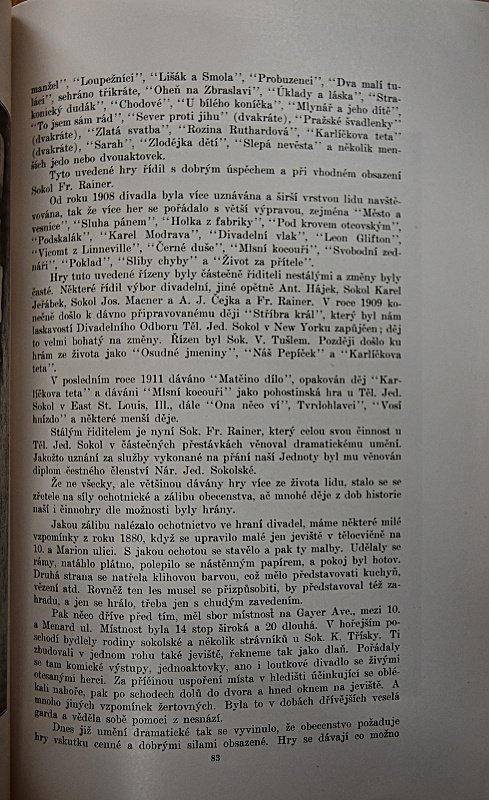 manžel", "Loupežníci", "Lišák a Smola", "Probuzenci", "Dva malí tu-
láci", sehráno třikráte, "Oheň na Zbraslavi", "Úklady a láska", "Stra-
konický dudák", "Chodové", "U bílého koníčka", "Mlynář a jeho dítě",
"To jsem sám rád", "Sever proti jihu" (dvakráte), "Pražské švadlenky"
(dvakráte), "Zlatá svatba", "Rozina Ruthardová", "Karlíčkova teta"
(dvakráte), "Sarah", "Zlodějka dětí", "Slepá nevěsta" a několik men-
ších jedo nebo dvouaktovek.
Tyto uvedené hry řídil s dobrým úspěchem a při vhodném obsazení
Sokol Fr. Rainer.
Od roku 1908 divadla byla více uznávána a širší vrstvou lidu navště-
vována, tak že více her se pořádalo s větší výpravou, zejména "Město a
vesnice", "Sluha pánem", "Holka z fabriky", "Pod krovem otcovským",
"Podskalák", "Karel Modrava", "Divadelní vlak", "Leon Glifton",
"Vicomt z Linneville", "Černé duše", "Mlsní kocouři", "Svobodní zed-
náři", "Poklad", "Sliby chyby" a "Život za přítele".
Hry tuto uvedené řízeny byly částečně řiditeli nestálými a změny byly
časté. Některé řídil výbor divadelní, jiné opětně Ant. Hájek, Sokol Karel
Jeřábek, Sokol Jos. Macner a A. J. Čejka a Fr. Rainer. V roce 1909 ko-
nečně došlo k dávno připravovanému ději "Stříbra král", který byl nám
laskavostí Divadelního Odboru Těl. Jed. Sokol v New Yorku zapůjčen; děj
to velmi bohatý na změny. Řízen byl Sok. V. Tušlem. Později došlo ku
hrám ze života jako "Osudné jmeniny", "Náš Pepíček" a "Karlíčkova
teta".
V posledním roce 1911 dáváno "Matčino dílo", opakován děj "Kar-
líčkova teta" a dáváni "Mlsní kocouři" jako pohostinská hra u Těl. Jed.
Sokol v East St. Louis, Ill., dále "Ona něco ví", Tvrdohlavci", "Vosí
hnízdo" a některé menší děje.
Stálým řiditelem je nyní Sok. Fr. Rainer, který celou svou činnost u
Těl. Jed. Sokol v částečných přestávkách věnoval dramatickému umění.
Jakožto uznání za služby vykonané na přání naší Jednoty byl mu věnován
diplom čestného členství Nár. Jed. Sokolské.
Že ne všecky, ale většinou dávány hry více ze života lidu, stalo se se
zřetele na síly ochotnické a zálibu obecenstva, ač mnohé děje z dob historie
naší i činnohry dle možnosti byly hrány.
Jakou zálibu nalézalo ochotnictvo ve hraní divadel, máme některé milé
vzpomínky z roku 1880, když se upravilo malé jen jeviště v tělocvičně na
10. a Marion ulici. S jakou ochotou se stavělo a pak ty malby. Udělaly se
rámy, natáhlo plátno, polepilo se nástěnným papírem, a pokoj byl hotov.
Druhá strana se natřela klihovou barvou, což mělo představovati kuchyň,
vězení atd. Rovněž ten les musel se přizpůsobiti, by představoval též za-
hradu, a jen se hrálo, třeba jen s chudým zavedením.
Pak něco dříve před tím, měl sbor místnost na Gayer Ave., mezi 10.
a Menard ul. Místnost byla 14 stop široká a 20 dlouhá. V hořejším po-
schodí bydlely rodiny sokolské a několik strávníků u Sok. K. Třísky. Ti
zbudovali v jednom rohu také jeviště, řekneme tak jako dlaň. Pořádaly
se tam komické výstupy, jednoaktovky, ano i loutkové divadlo se živými
otesanými herci. Za příčinou uspoření místa v hledišti účinkující se oblé-
kali nahoře, pak po schodech dolů do dvora a hned oknem na jeviště. A
mnoho jiných vzpomínek žertovných. Byla to v dobách dřívějších veselá
garda a věděla sobě pomoci z nesnází.
Dnes již umění dramatické tak se vyvinulo, že obecenstvo požaduje
hry vskutku cenné a dobrými silami obsazené. Hry se dávají co možno
83